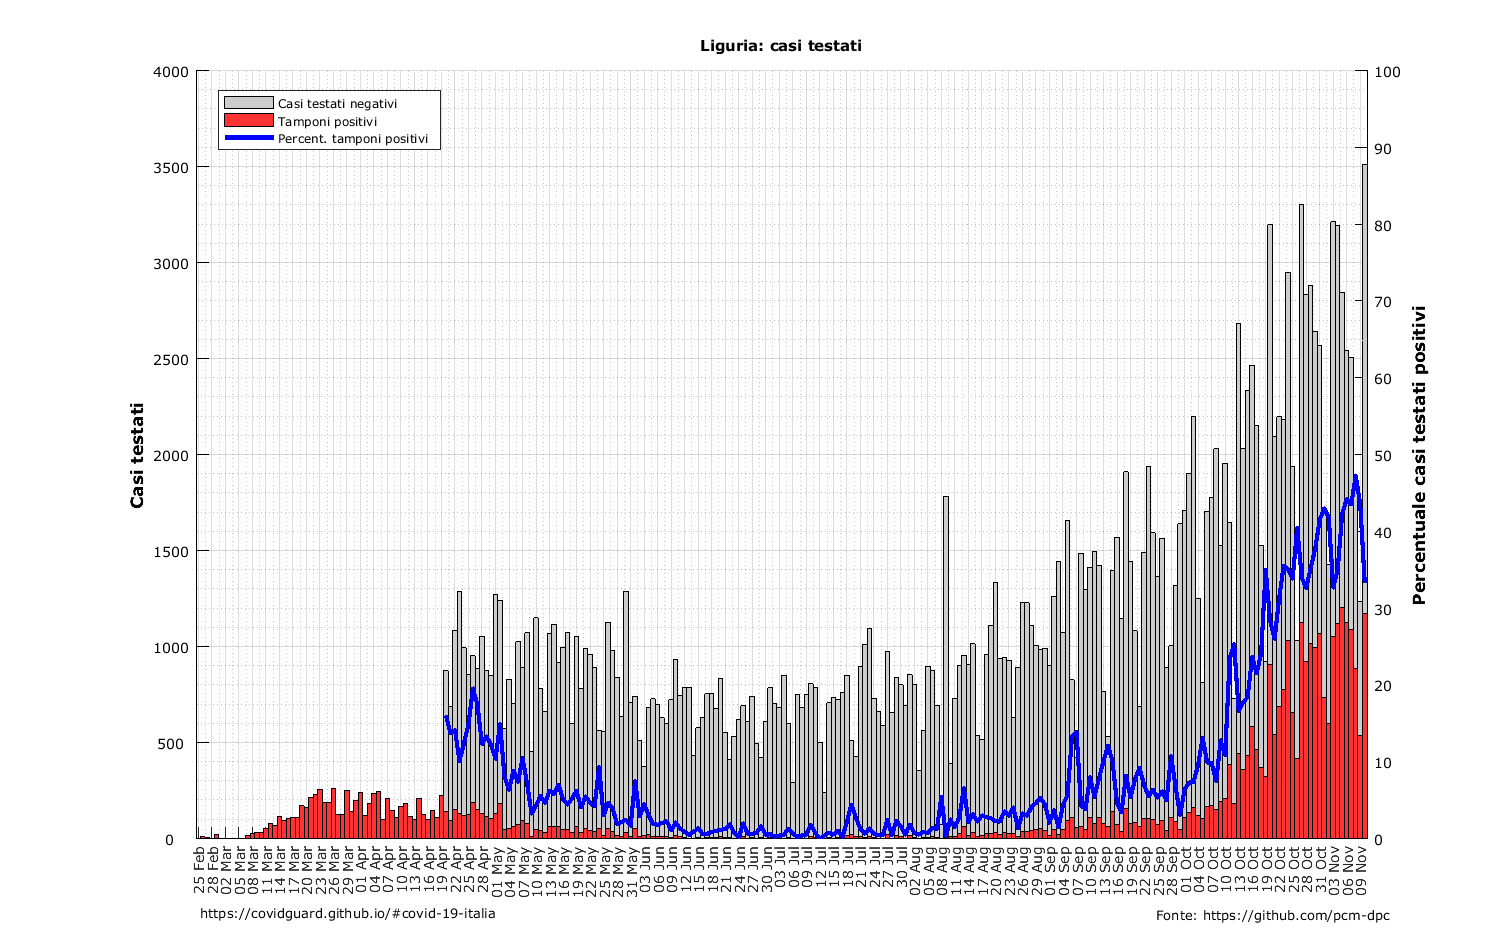 Liguria: casi testati
Casi testati negativi
Tamponi positivi
Percent. tamponi positivi
Casi testati
4000
3500
3000
2500
2000
1500
1000
500
0
Percentuale casi testati positivi
100
90
80
70
60
50
40
30
20
10
0
25 Feb
28 Feb
02 Mar
05 Mar
08 Mar
11 Mar
14 Mar
17 Mar
20 Mar
23 Mar
26 Mar
29 Mar
01 Apr
04 Apr
07 Apr
10 Apr
13 Apr
16 Apr
19 Apr
22 Apr
25 Apr
28 Apr
01 May
04 May
07 May
10 May
13 May
16 May
19 May
22 May
25 May
28 May
31 May
03 Jun
06 Jun
09 Jun
12 Jun
15 Jun
18 Jun
21 Jun
24 Jun
27 Jun
30 Jun
03 Jul
06 Jul
09 Jul
12 Jul
15 Jul
18 Jul
21 Jul
24 Jul
27 Jul
30 Jul
02 Aug
05 Aug
08 Aug
11 Aug
14 Aug
17 Aug
20 Aug
23 Aug
26 Aug
29 Aug
01 Sep
04 Sep
07 Sep
10 Sep
13 Sep
16 Sep
19 Sep
22 Sep
25 Sep
28 Sep
01 Oct
04 Oct
07 Oct
10 Oct
13 Oct
16 Oct
19 Oct
22 Oct
25 Oct
28 Oct
31 Oct
03 Nov
06 Nov
09 Nov
https://covidguard.github.io/#covid-19-italia
Fonte: https://github.com/pcm-dpc